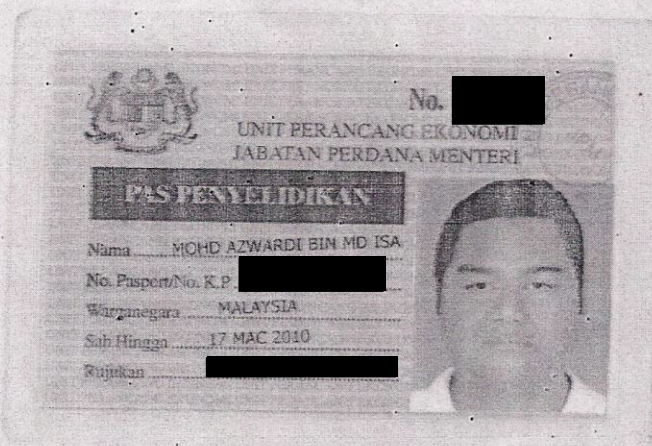 No.
UNIT PERANCANG EKONOMI
JABATAN PERDANA MENTERI
PAS PENYELIDIKAN
Nama MOHD AZWARDI BIN MD ISA
No. Pasport/No. K.P.
Warganegara MALAYSIA
Sah Hingga 17 MAC 2010
Rujukan